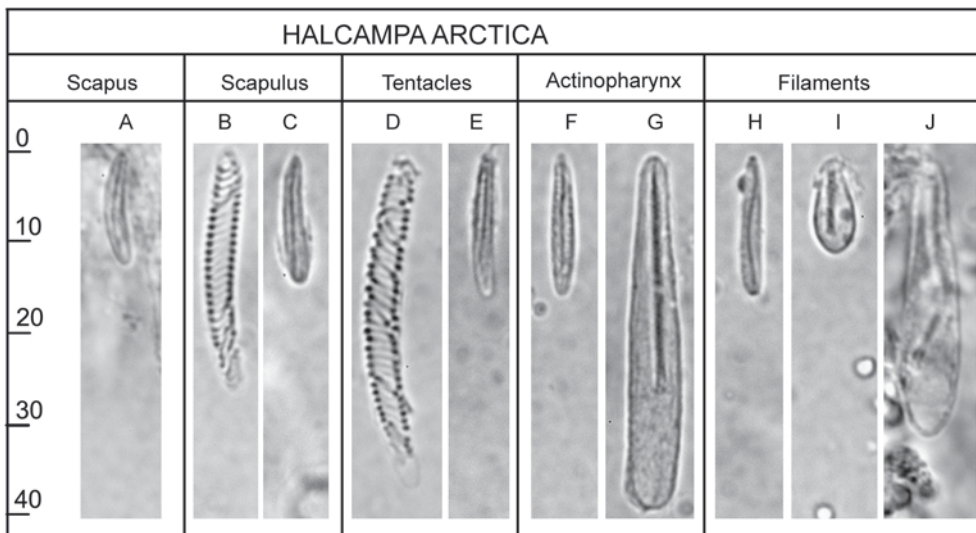 HALCAMPA ARCTICA
Scapus Scapulus Tentacles Actinopharynx Filaments
A B C D E F G H I J
0
10
20
30
40